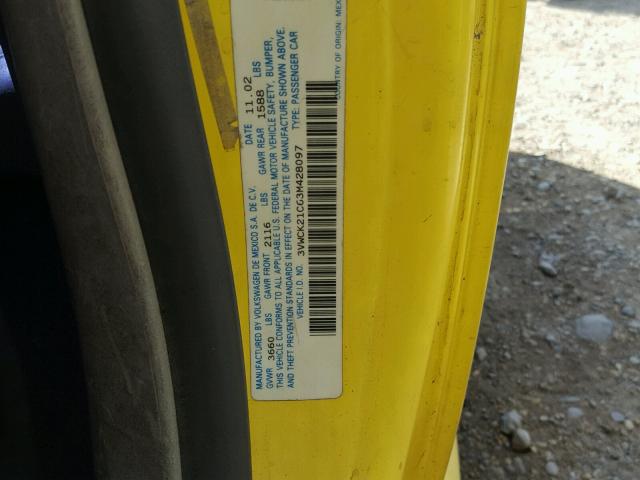 MANUFACTURED BY VOLKSWAGEN DE MEXICO S.A. DE C.V. DATE 11.02
GVWR 3660 LBS GAWR FRONT 2116 LBS GAWR REAR 1588 LBS
THIS VEHICLE CONFORMS TO ALL APPLICABLE U.S. FEDERAL MOTOR VEHICLE SAFETY, BUMPER,
AND THEFT PREVENTION STANDARDS IN EFFECT ON THE DATE OF MANUFACTURE SHOWN ABOVE.
VEHICLE I.D. NO. 3VWCK21CG3M428097 TYPE: PASSENGER CAR
COUNTRY OF ORIGIN: MEX